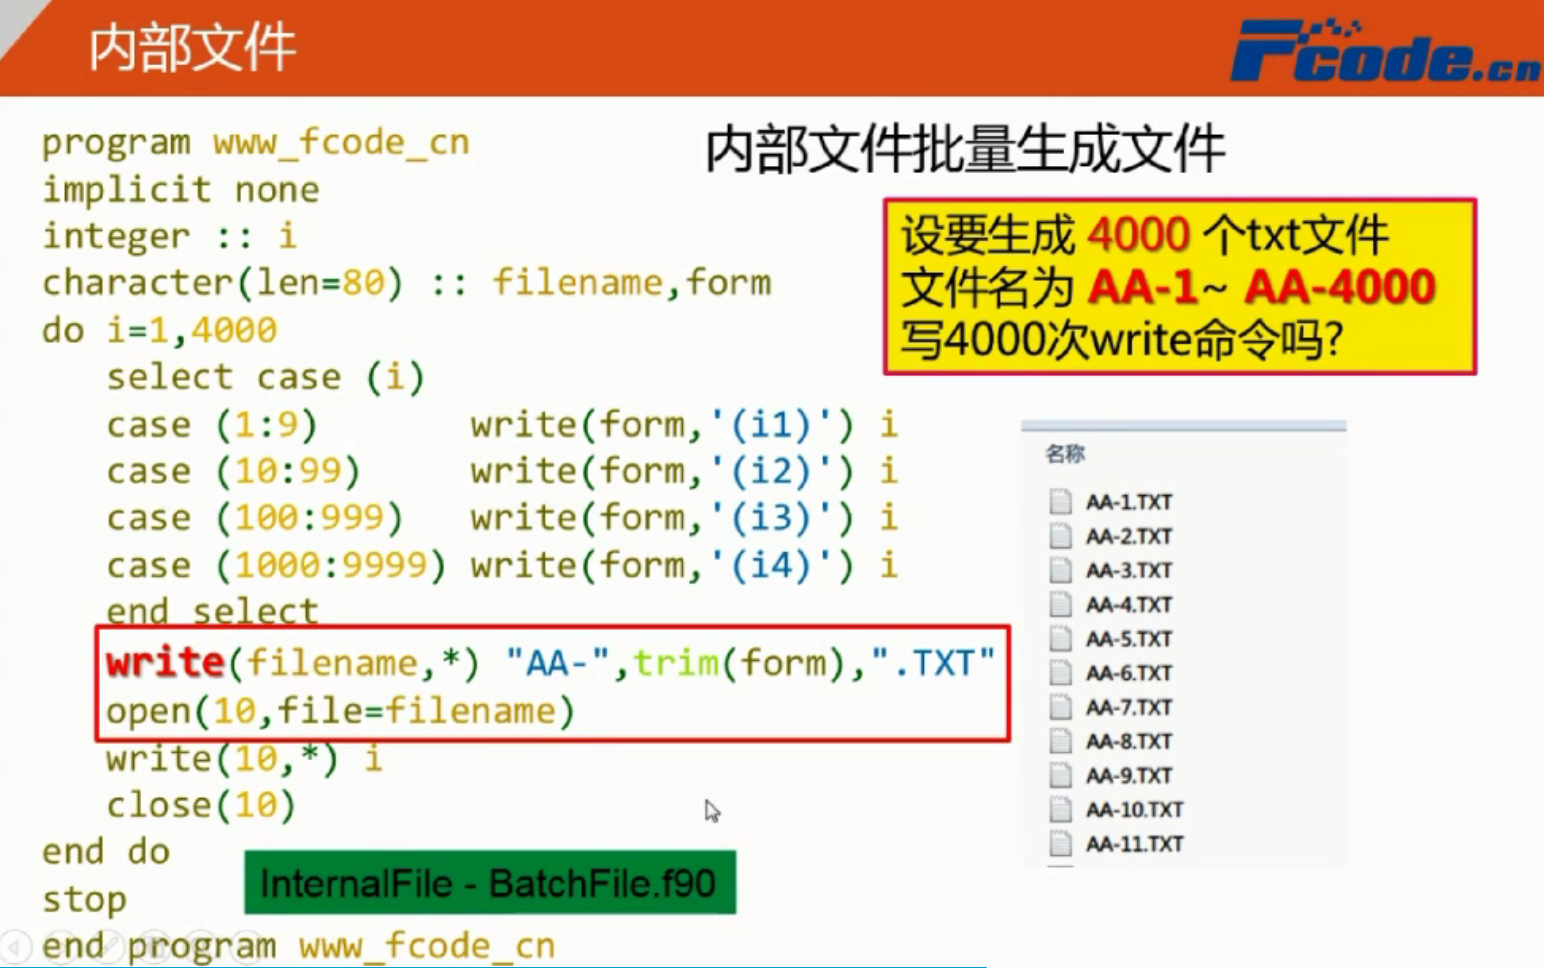 内部文件
Fcode.cn
内部文件批量生成文件
program www_fcode_cn
implicit none
integer :: i
character(len=80) :: filename,form
do i=1,4000
select case (i)
case (1:9) write(form,'(i1)') i
case (10:99) write(form,'(i2)') i
case (100:999) write(form,'(i3)') i
case (1000:9999) write(form,'(i4)') i
end select
write(filename,*) "AA-",trim(form),".TXT"
open(10,file=filename)
write(10,*) i
close(10)
end do
stop
end program www_fcode_cn
InternalFile - BatchFile.f90
设要生成 4000 个txt文件
文件名为 AA-1~ AA-4000
写4000次write命令吗?
名称
AA-1.TXT
AA-2.TXT
AA-3.TXT
AA-4.TXT
AA-5.TXT
AA-6.TXT
AA-7.TXT
AA-8.TXT
AA-9.TXT
AA-10.TXT
AA-11.TXT